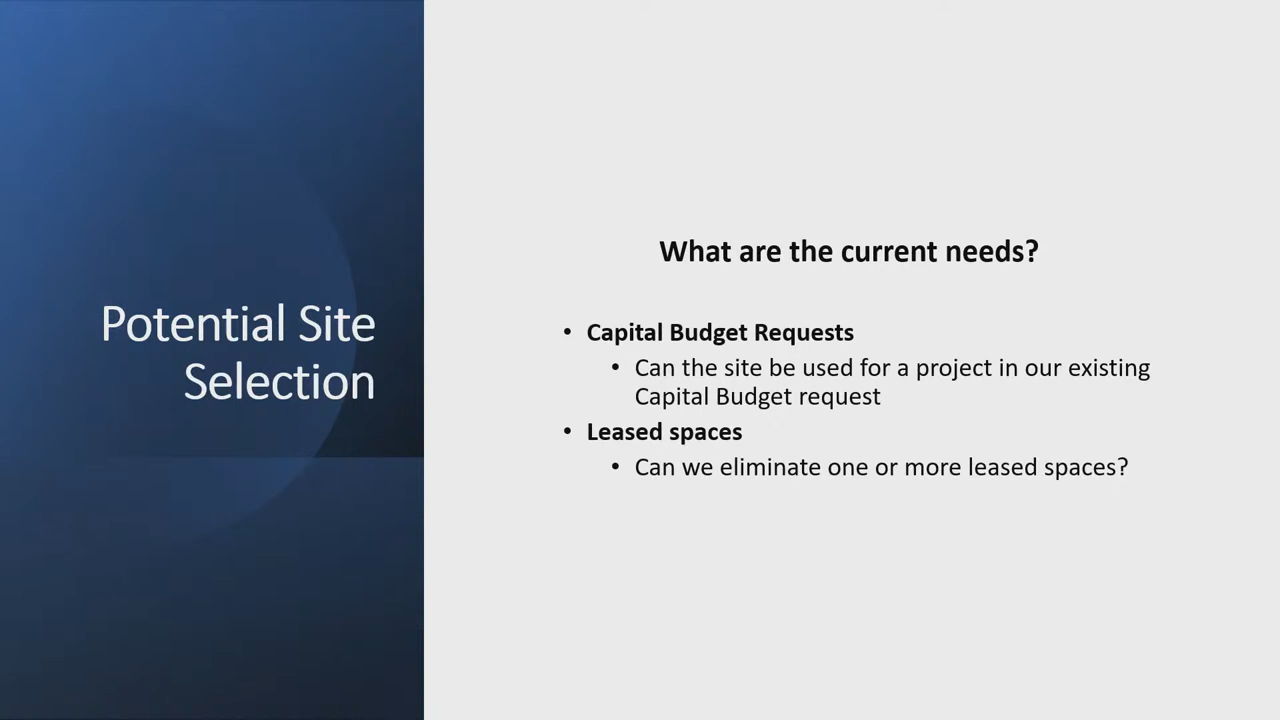 Potential Site
Selection
What are the current needs?
• Capital Budget Requests
• Can the site be used for a project in our existing
Capital Budget request
• Leased spaces
• Can we eliminate one or more leased spaces?